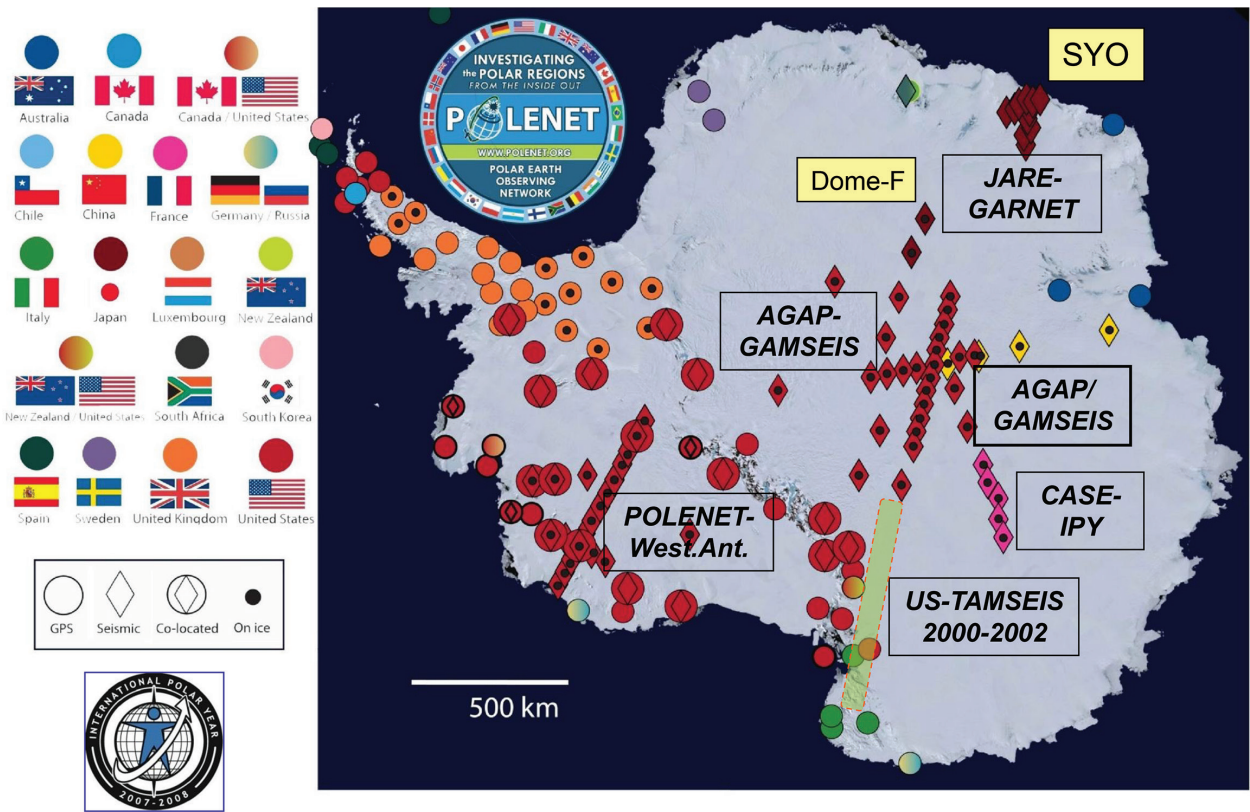 Australia
Canada
Canada / United States
Chile
China
France
Germany / Russia
Italy
Japan
Luxembourg
New Zealand
New Zealand / United States
South Africa
South Korea
Spain
Sweden
United Kingdom
United States
GPS
Seismic
Co-located
On ice
INTERNATIONAL POLAR YEAR
2007-2008
INVESTIGATING
the POLAR REGIONS
FROM THE INSIDE OUT
POLENET
WWW.POLENET.ORG
POLAR EARTH
OBSERVING
NETWORK
SYO
Dome-F
JARE-
GARNET
AGAP-
GAMSEIS
AGAP/
GAMSEIS
CASE-
IPY
POLENET-
West.Ant.
US-TAMSEIS
2000-2002
500 km